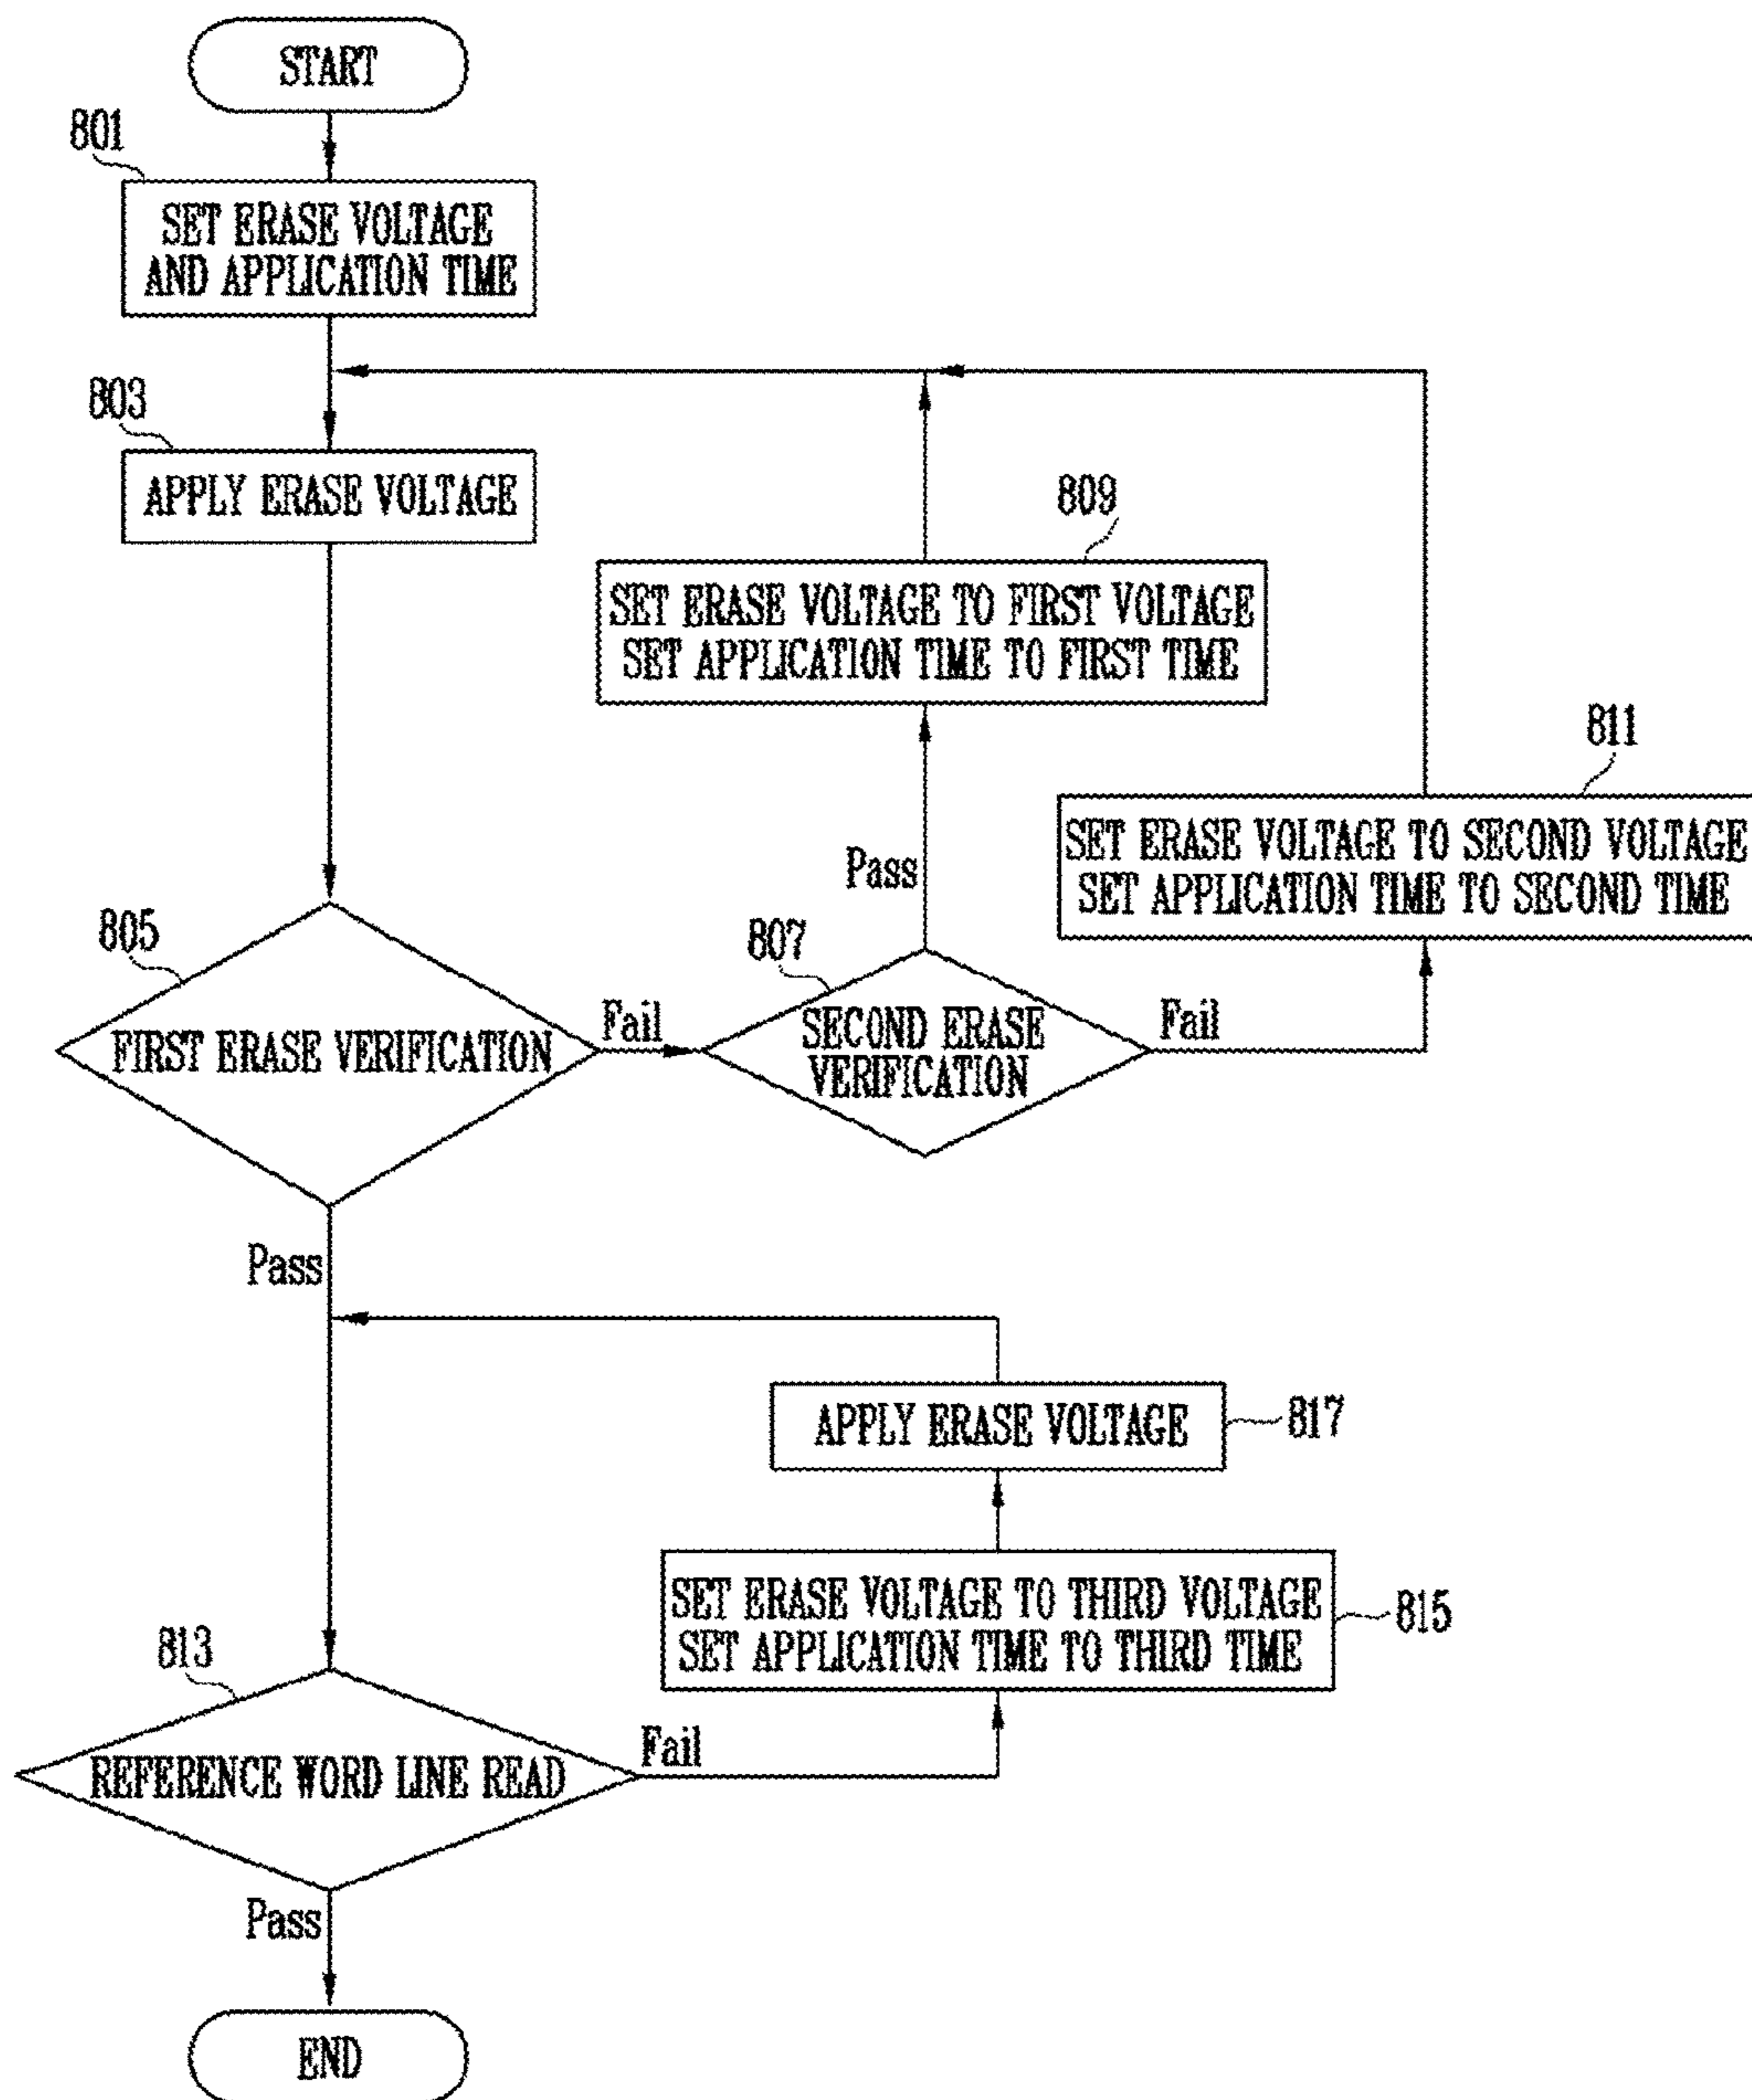 START
801
SET ERASE VOLTAGE
AND APPLICATION TIME
803
APPLY ERASE VOLTAGE
809
SET ERASE VOLTAGE TO FIRST VOLTAGE
SET APPLICATION TIME TO FIRST TIME
811
SET ERASE VOLTAGE TO SECOND VOLTAGE
SET APPLICATION TIME TO SECOND TIME
Pass
805
FIRST ERASE VERIFICATION
Fail
807
SECOND ERASE
VERIFICATION
Fail
Pass
APPLY ERASE VOLTAGE
817
SET ERASE VOLTAGE TO THIRD VOLTAGE
SET APPLICATION TIME TO THIRD TIME
815
813
REFERENCE WORD LINE READ
Fail
Pass
END